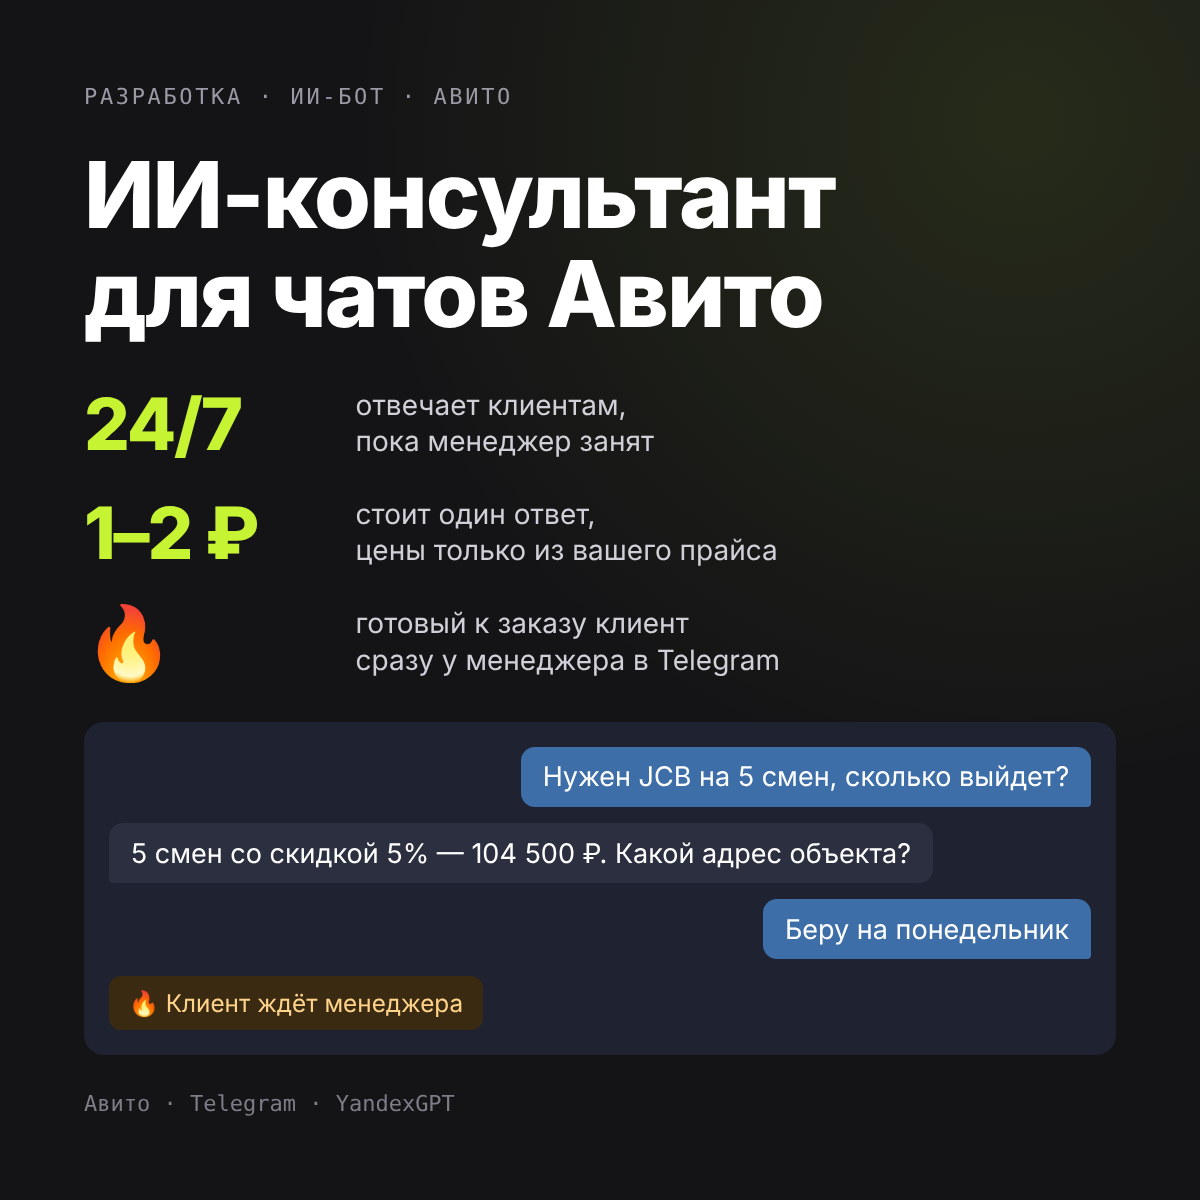 РАЗРАБОТКА · ИИ-БОТ · АВИТО
ИИ-консультант
для чатов Авито
24/7
отвечает клиентам,
пока менеджер занят
1–2 ₽
стоит один ответ,
цены только из вашего прайса
🔥
готовый к заказу клиент
сразу у менеджера в Telegram
Нужен JCB на 5 смен, сколько выйдет?
5 смен со скидкой 5% — 104 500 ₽. Какой адрес объекта?
Беру на понедельник
🔥 Клиент ждёт менеджера
Авито · Telegram · YandexGPT